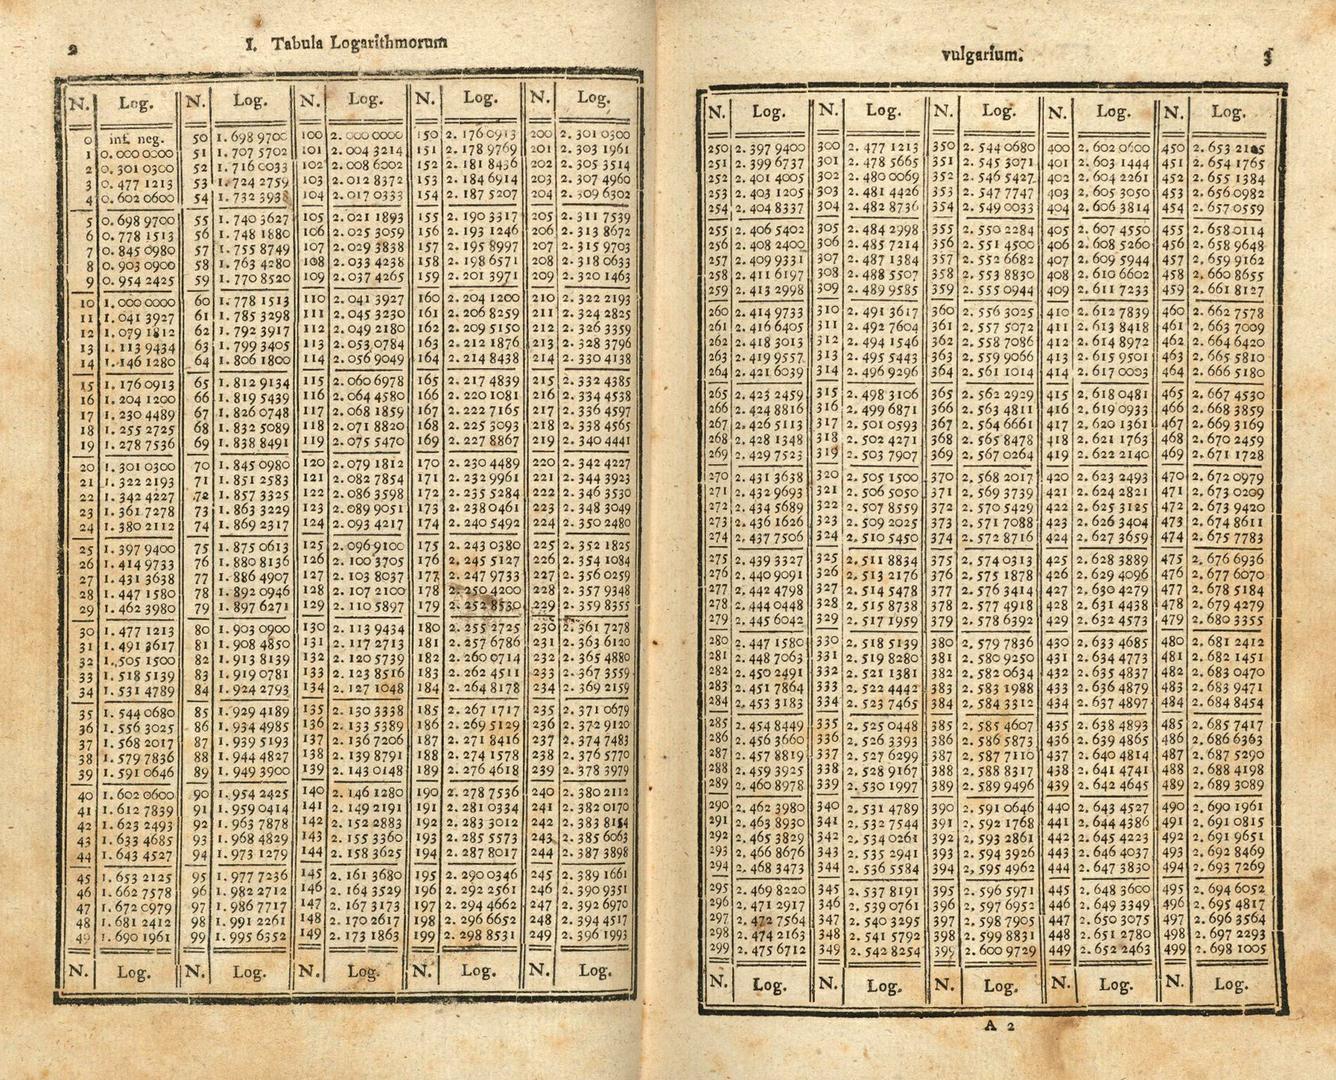 2 I. Tabula Logarithmorum
N. Log. N. Log. N. Log. N. Log. N. Log.
0 inf. neg. 50 1.698 9700 100 2.000 0000 150 2.176 0913 200 2.301 0300
1 0.000 0000 51 1.707 5702 101 2.004 3214 151 2.178 9769 201 2.303 1961
2 0.301 0300 52 1.716 0033 102 2.008 6002 152 2.181 8436 202 2.305 3514
3 0.477 1213 53 1.724 2759 103 2.012 8372 153 2.184 6914 203 2.307 4960
4 0.602 0600 54 1.732 3938 104 2.017 0333 154 2.187 5207 204 2.309 6302
5 0.698 9700 55 1.740 3627 105 2.021 1893 155 2.190 3317 205 2.311 7539
6 0.778 1513 56 1.748 1880 106 2.025 3059 156 2.193 1246 206 2.313 8672
7 0.845 0980 57 1.755 8749 107 2.029 3838 157 2.195 8997 207 2.315 9703
8 0.903 0900 58 1.763 4280 108 2.033 4238 158 2.198 6571 208 2.318 0633
9 0.954 2425 59 1.770 8520 109 2.037 4265 159 2.201 3971 209 2.320 1463
10 1.000 0000 60 1.778 1513 110 2.041 3927 160 2.204 1200 210 2.322 2193
11 1.041 3927 61 1.785 3298 111 2.045 3230 161 2.206 8259 211 2.324 2825
12 1.079 1812 62 1.792 3917 112 2.049 2180 162 2.209 5150 212 2.326 3359
13 1.113 9434 63 1.799 3405 113 2.053 0784 163 2.212 1876 213 2.328 3796
14 1.146 1280 64 1.806 1800 114 2.056 9049 164 2.214 8438 214 2.330 4138
15 1.176 0913 65 1.812 9134 115 2.060 6978 165 2.217 4839 215 2.332 4385
16 1.204 1200 66 1.819 5439 116 2.064 4580 166 2.220 1081 216 2.334 4538
17 1.230 4489 67 1.826 0748 117 2.068 1859 167 2.222 7165 217 2.336 4597
18 1.255 2725 68 1.832 5089 118 2.071 8820 168 2.225 3093 218 2.338 4565
19 1.278 7536 69 1.838 8491 119 2.075 5470 169 2.227 8867 219 2.340 4441
20 1.301 0300 70 1.845 0980 120 2.079 1812 170 2.230 4489 220 2.342 4227
21 1.322 2193 71 1.851 2583 121 2.082 7854 171 2.232 9961 221 2.344 3923
22 1.342 4227 72 1.857 3325 122 2.086 3598 172 2.235 5284 222 2.346 3530
23 1.361 7278 73 1.863 3229 123 2.089 9051 173 2.238 0461 223 2.348 3049
24 1.380 2112 74 1.869 2317 124 2.093 4217 174 2.240 5492 224 2.350 2480
25 1.397 9400 75 1.875 0613 125 2.096 9100 175 2.243 0380 225 2.352 1825
26 1.414 9733 76 1.880 8136 126 2.100 3705 176 2.245 5127 226 2.354 1084
27 1.431 3638 77 1.886 4907 127 2.103 8037 177 2.247 9733 227 2.356 0259
28 1.447 1580 78 1.892 0946 128 2.107 2100 178 2.250 4200 228 2.357 9348
29 1.462 3980 79 1.897 6271 129 2.110 5897 179 2.252 8530 229 2.359 8355
30 1.477 1213 80 1.903 0900 130 2.113 9434 180 2.255 2725 230 2.361 7278
31 1.491 3617 81 1.908 4850 131 2.117 2713 181 2.257 6786 231 2.363 6120
32 1.505 1500 82 1.913 8139 132 2.120 5739 182 2.260 0714 232 2.365 4880
33 1.518 5139 83 1.919 0781 133 2.123 8516 183 2.262 4511 233 2.367 3559
34 1.531 4789 84 1.924 2793 134 2.127 1048 184 2.264 8178 234 2.369 2159
35 1.544 0680 85 1.929 4189 135 2.130 3338 185 2.267 1717 235 2.371 0679
36 1.556 3025 86 1.934 4985 136 2.133 5389 186 2.269 5129 236 2.372 9120
37 1.568 2017 87 1.939 5193 137 2.136 7206 187 2.271 8416 237 2.374 7483
38 1.579 7836 88 1.944 4827 138 2.139 8791 188 2.274 1578 238 2.376 5770
39 1.591 0646 89 1.949 3900 139 2.143 0148 189 2.276 4618 239 2.378 3979
40 1.602 0600 90 1.954 2425 140 2.146 1280 190 2.278 7536 240 2.380 2112
41 1.612 7839 91 1.959 0414 141 2.149 2191 191 2.281 0334 241 2.382 0170
42 1.623 2493 92 1.963 7878 142 2.152 2883 192 2.283 3012 242 2.383 8154
43 1.633 4685 93 1.968 4829 143 2.155 3360 193 2.285 5573 243 2.385 6063
44 1.643 4527 94 1.973 1279 144 2.158 3625 194 2.287 8017 244 2.387 3898
45 1.653 2125 95 1.977 7236 145 2.161 3680 195 2.290 0346 245 2.389 1661
46 1.662 7578 96 1.982 2712 146 2.164 3529 196 2.292 2561 246 2.390 9351
47 1.672 0979 97 1.986 7717 147 2.167 3173 197 2.294 4662 247 2.392 6970
48 1.681 2412 98 1.991 2261 148 2.170 2617 198 2.296 6652 248 2.394 4517
49 1.690 1961 99 1.995 6352 149 2.173 1863 199 2.298 8531 249 2.396 1993
N. Log. N. Log. N. Log. N. Log. N. Log.
vulgarium. 3
N. Log. N. Log. N. Log. N. Log. N. Log.
250 2.397 9400 300 2.477 1213 350 2.544 0680 400 2.602 0600 450 2.653 2125
251 2.399 6737 301 2.478 5665 351 2.545 3071 401 2.603 1444 451 2.654 1765
252 2.401 4005 302 2.480 0069 352 2.546 5427 402 2.604 2261 452 2.655 1384
253 2.403 1205 303 2.481 4426 353 2.547 7747 403 2.605 3050 453 2.656 0982
254 2.404 8337 304 2.482 8736 354 2.549 0033 404 2.606 3814 454 2.657 0559
255 2.406 5402 305 2.484 2998 355 2.550 2284 405 2.607 4550 455 2.658 0114
256 2.408 2400 306 2.485 7214 356 2.551 4500 406 2.608 5260 456 2.658 9648
257 2.409 9331 307 2.487 1384 357 2.552 6682 407 2.609 5944 457 2.659 9162
258 2.411 6197 308 2.488 5507 358 2.553 8830 408 2.610 6602 458 2.660 8655
259 2.413 2998 309 2.489 9585 359 2.555 0944 409 2.611 7233 459 2.661 8127
260 2.414 9733 310 2.491 3617 360 2.556 3025 410 2.612 7839 460 2.662 7578
261 2.416 6405 311 2.492 7604 361 2.557 5072 411 2.613 8418 461 2.663 7009
262 2.418 3013 312 2.494 1546 362 2.558 7086 412 2.614 8972 462 2.664 6420
263 2.419 9557 313 2.495 5443 363 2.559 9066 413 2.615 9501 463 2.665 5810
264 2.421 6039 314 2.496 9296 364 2.561 1014 414 2.617 0003 464 2.666 5180
265 2.423 2459 315 2.498 3106 365 2.562 2929 415 2.618 0481 465 2.667 4530
266 2.424 8816 316 2.499 6871 366 2.563 4811 416 2.619 0933 466 2.668 3859
267 2.426 5113 317 2.501 0593 367 2.564 6661 417 2.620 1361 467 2.669 3169
268 2.428 1348 318 2.502 4271 368 2.565 8478 418 2.621 1763 468 2.670 2459
269 2.429 7523 319 2.503 7907 369 2.567 0264 419 2.622 2140 469 2.671 1728
270 2.431 3638 320 2.505 1500 370 2.568 2017 420 2.623 2493 470 2.672 0979
271 2.432 9693 321 2.506 5050 371 2.569 3739 421 2.624 2821 471 2.673 0209
272 2.434 5689 322 2.507 8559 372 2.570 5429 422 2.625 3125 472 2.673 9420
273 2.436 1626 323 2.509 2025 373 2.571 7088 423 2.626 3404 473 2.674 8611
274 2.437 7506 324 2.510 5450 374 2.572 8716 424 2.627 3659 474 2.675 7783
275 2.439 3327 325 2.511 8834 375 2.574 0313 425 2.628 3889 475 2.676 6936
276 2.440 9091 326 2.513 2176 376 2.575 1878 426 2.629 4096 476 2.677 6070
277 2.442 4798 327 2.514 5478 377 2.576 3414 427 2.630 4279 477 2.678 5184
278 2.444 0448 328 2.515 8738 378 2.577 4918 428 2.631 4438 478 2.679 4279
279 2.445 6042 329 2.517 1959 379 2.578 6392 429 2.632 4573 479 2.680 3355
280 2.447 1580 330 2.518 5139 380 2.579 7836 430 2.633 4685 480 2.681 2412
281 2.448 7063 331 2.519 8280 381 2.580 9250 431 2.634 4773 481 2.682 1451
282 2.450 2491 332 2.521 1381 382 2.582 0634 432 2.635 4837 482 2.683 0470
283 2.451 7864 333 2.522 4442 383 2.583 1988 433 2.636 4879 483 2.683 9471
284 2.453 3183 334 2.523 7465 384 2.584 3312 434 2.637 4897 484 2.684 8454
285 2.454 8449 335 2.525 0448 385 2.585 4607 435 2.638 4893 485 2.685 7417
286 2.456 3660 336 2.526 3393 386 2.586 5873 436 2.639 4865 486 2.686 6363
287 2.457 8819 337 2.527 6299 387 2.587 7110 437 2.640 4814 487 2.687 5290
288 2.459 3925 338 2.528 9167 388 2.588 8317 438 2.641 4741 488 2.688 4198
289 2.460 8978 339 2.530 1997 389 2.589 9496 439 2.642 4645 489 2.689 3089
290 2.462 3980 340 2.531 4789 390 2.591 0646 440 2.643 4527 490 2.690 1961
291 2.463 8930 341 2.532 7544 391 2.592 1768 441 2.644 4386 491 2.691 0815
292 2.465 3829 342 2.534 0261 392 2.593 2861 442 2.645 4223 492 2.691 9651
293 2.466 8676 343 2.535 2941 393 2.594 3926 443 2.646 4037 493 2.692 8469
294 2.468 3473 344 2.536 5584 394 2.595 4962 444 2.647 3830 494 2.693 7269
295 2.469 8220 345 2.537 8191 395 2.596 5971 445 2.648 3600 495 2.694 6052
296 2.471 2917 346 2.539 0761 396 2.597 6952 446 2.649 3349 496 2.695 4817
297 2.472 7564 347 2.540 3295 397 2.598 7905 447 2.650 3075 497 2.696 3564
298 2.474 2163 348 2.541 5792 398 2.599 8831 448 2.651 2780 498 2.697 2293
299 2.475 6712 349 2.542 8254 399 2.600 9729 449 2.652 2463 499 2.698 1005
N. Log. N. Log. N. Log. N. Log. N. Log.
A 2